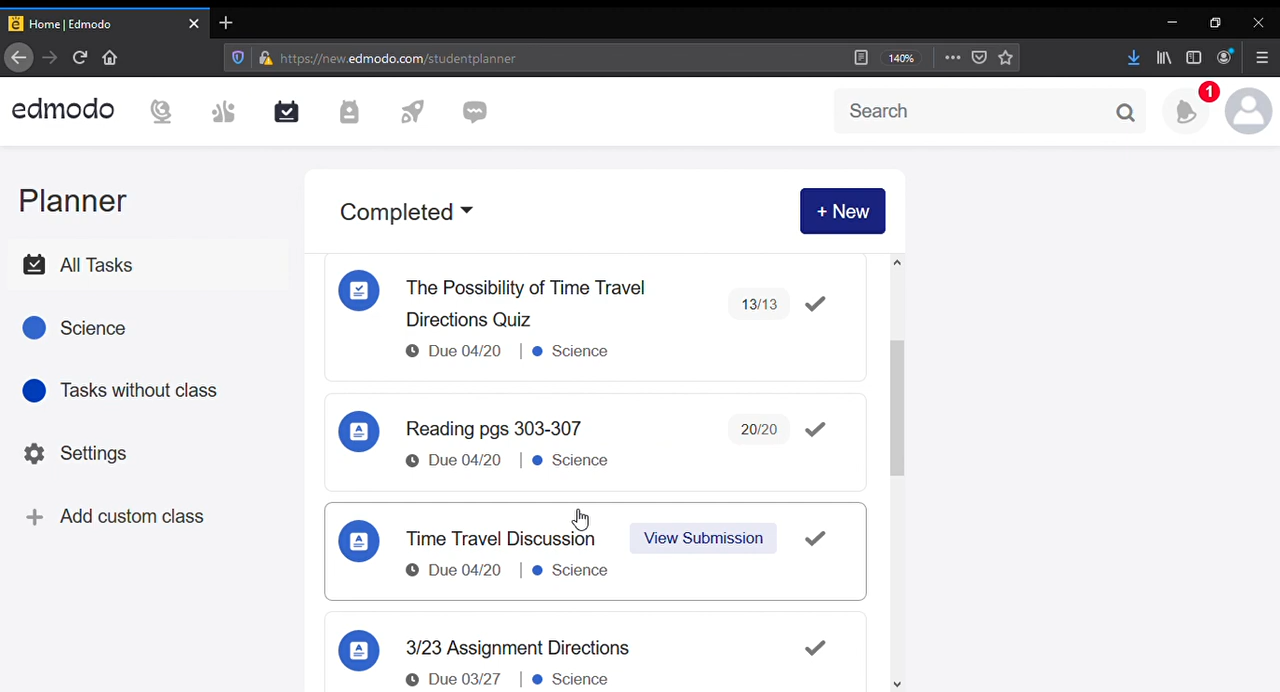 Home | Edmodo
https://new.edmodo.com/studentplanner
140%
edmodo
Search
1
Planner
All Tasks
Science
Tasks without class
Settings
Add custom class
Completed
+ New
The Possibility of Time Travel
Directions Quiz
13/13
Due 04/20 | Science
Reading pgs 303-307
20/20
Due 04/20 | Science
Time Travel Discussion
View Submission
Due 04/20 | Science
3/23 Assignment Directions
Due 03/27 | Science